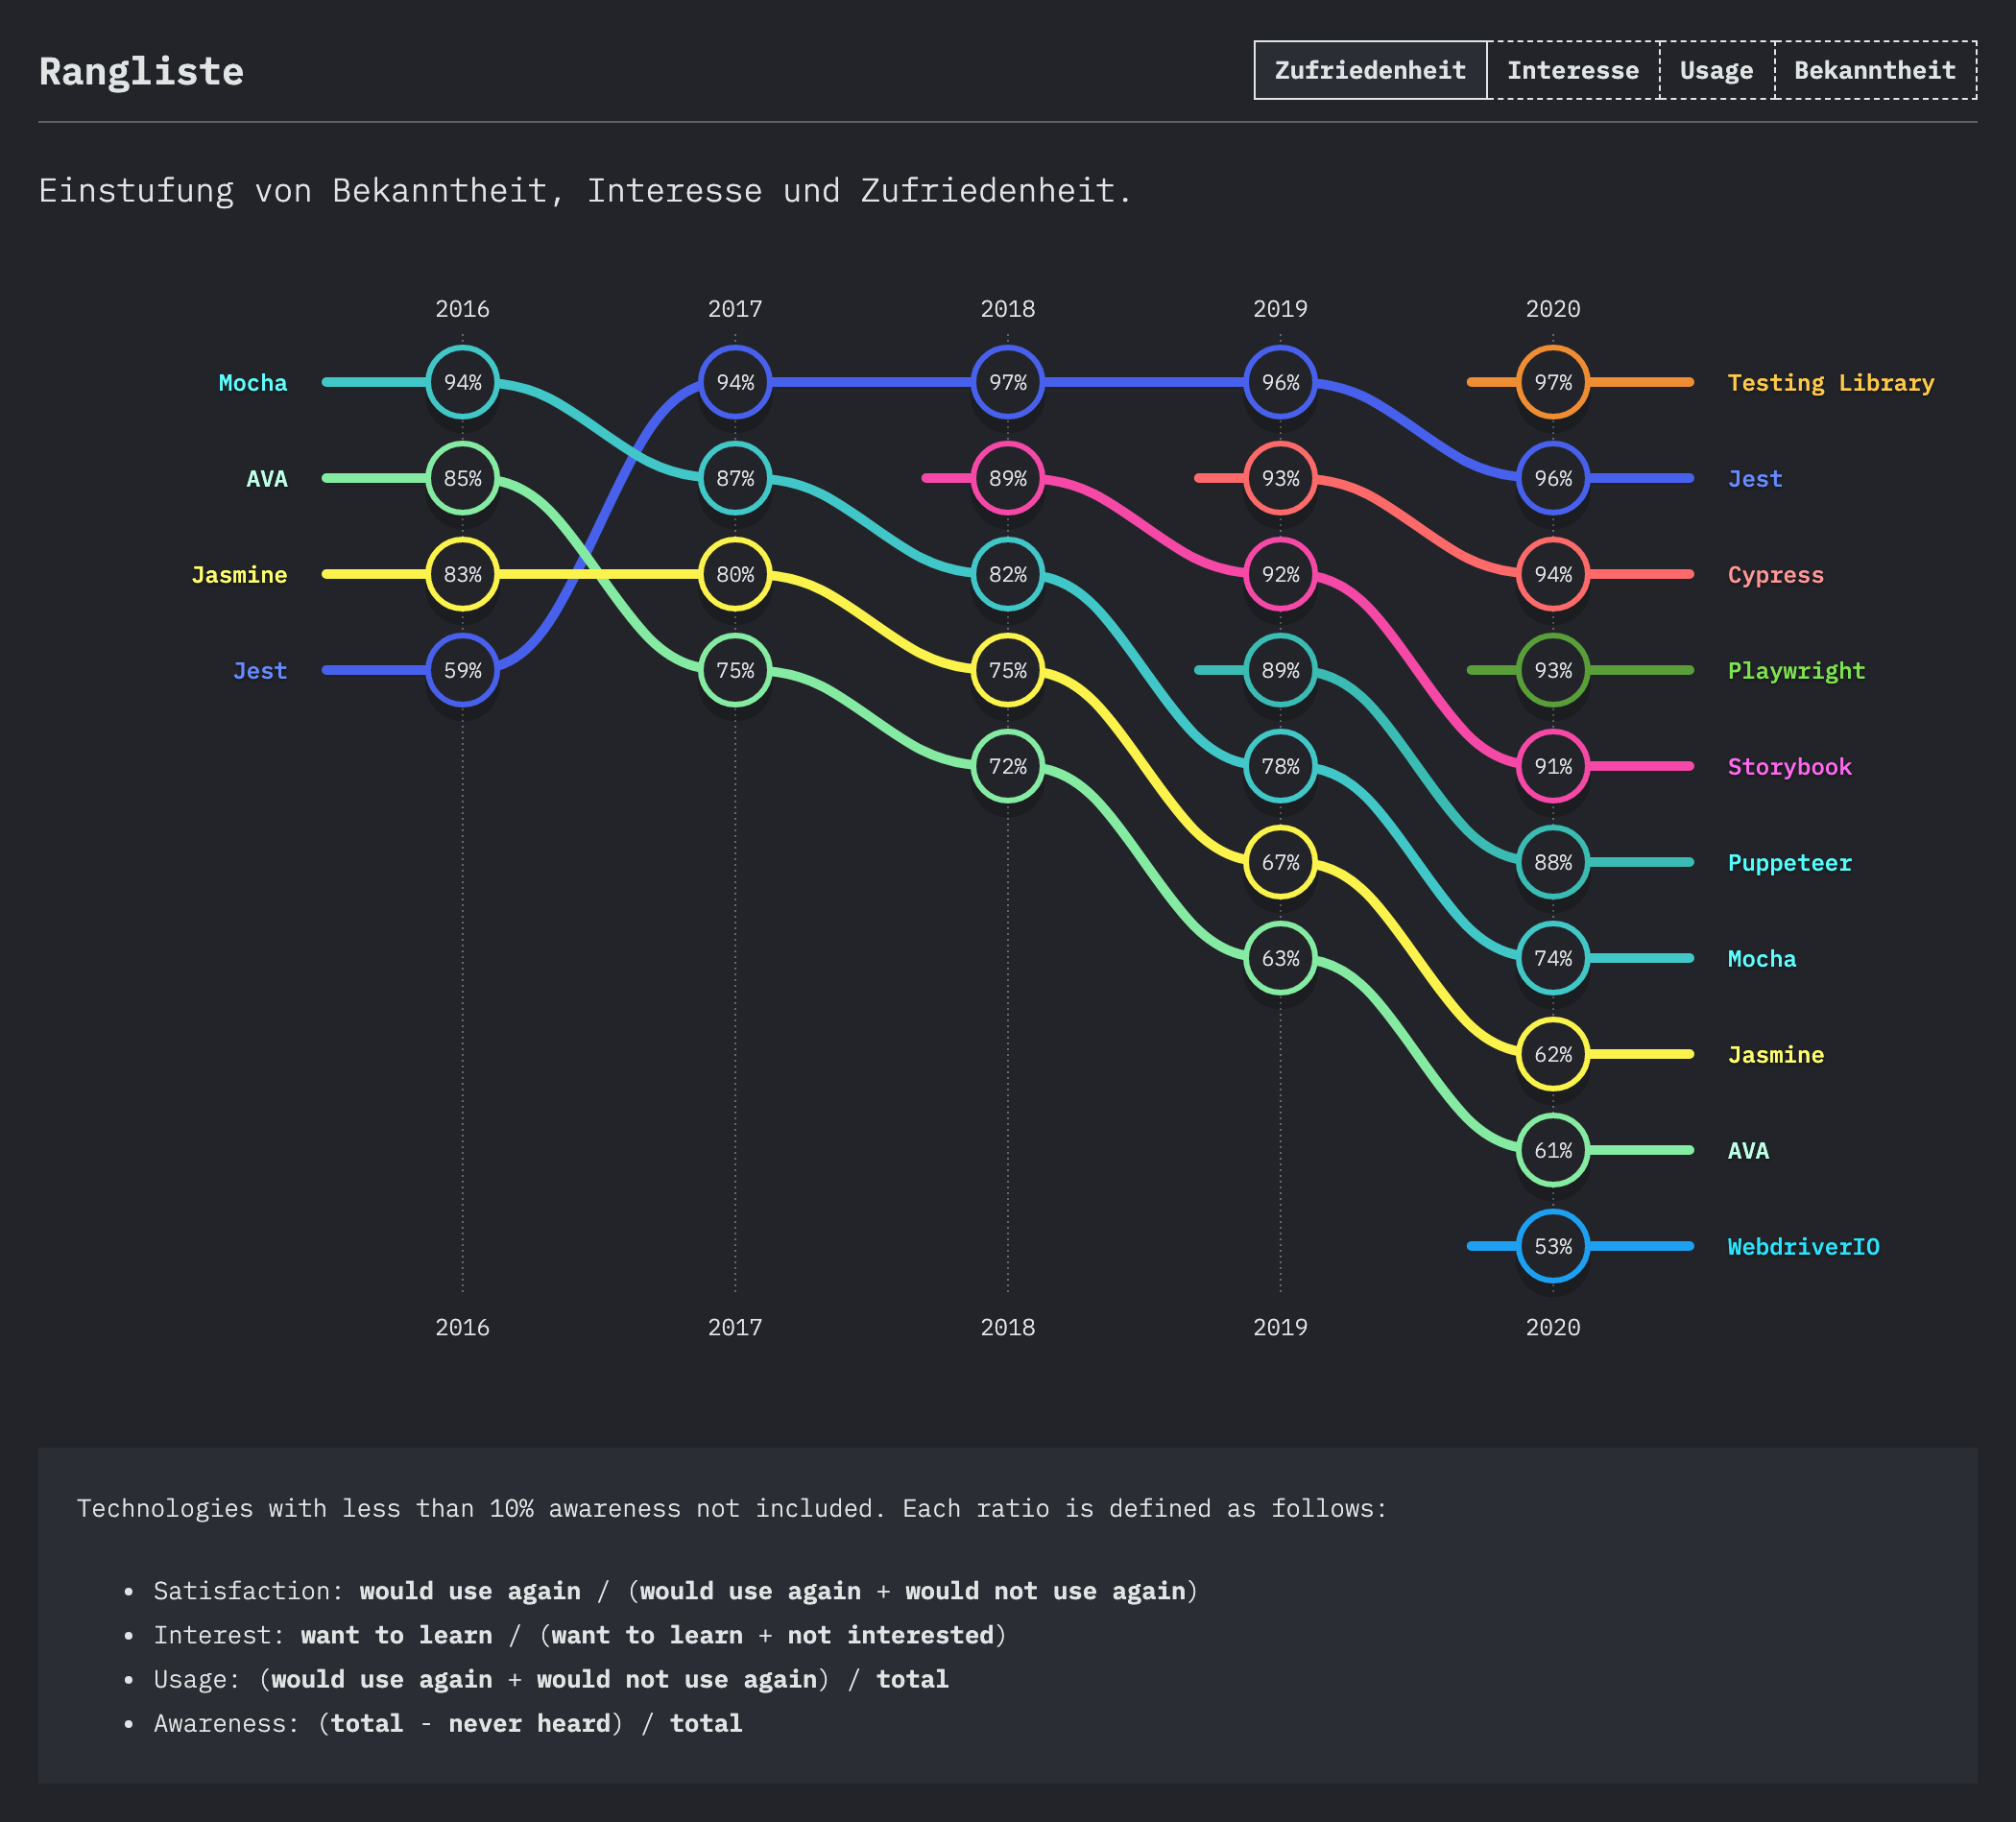 Rangliste
Zufriedenheit Interesse Usage Bekanntheit
Einstufung von Bekanntheit, Interesse und Zufriedenheit.
2016 2017 2018 2019 2020
Mocha 94% 94% 97% 96% 97% Testing Library
AVA 85% 87% 89% 93% 96% Jest
Jasmine 83% 80% 82% 92% 94% Cypress
Jest 59% 75% 75% 89% 93% Playwright
72% 78% 91% Storybook
67% 88% Puppeteer
63% 74% Mocha
62% Jasmine
61% AVA
53% WebdriverIO
2016 2017 2018 2019 2020
Technologies with less than 10% awareness not included. Each ratio is defined as follows:
• Satisfaction: would use again / (would use again + would not use again)
• Interest: want to learn / (want to learn + not interested)
• Usage: (would use again + would not use again) / total
• Awareness: (total - never heard) / total